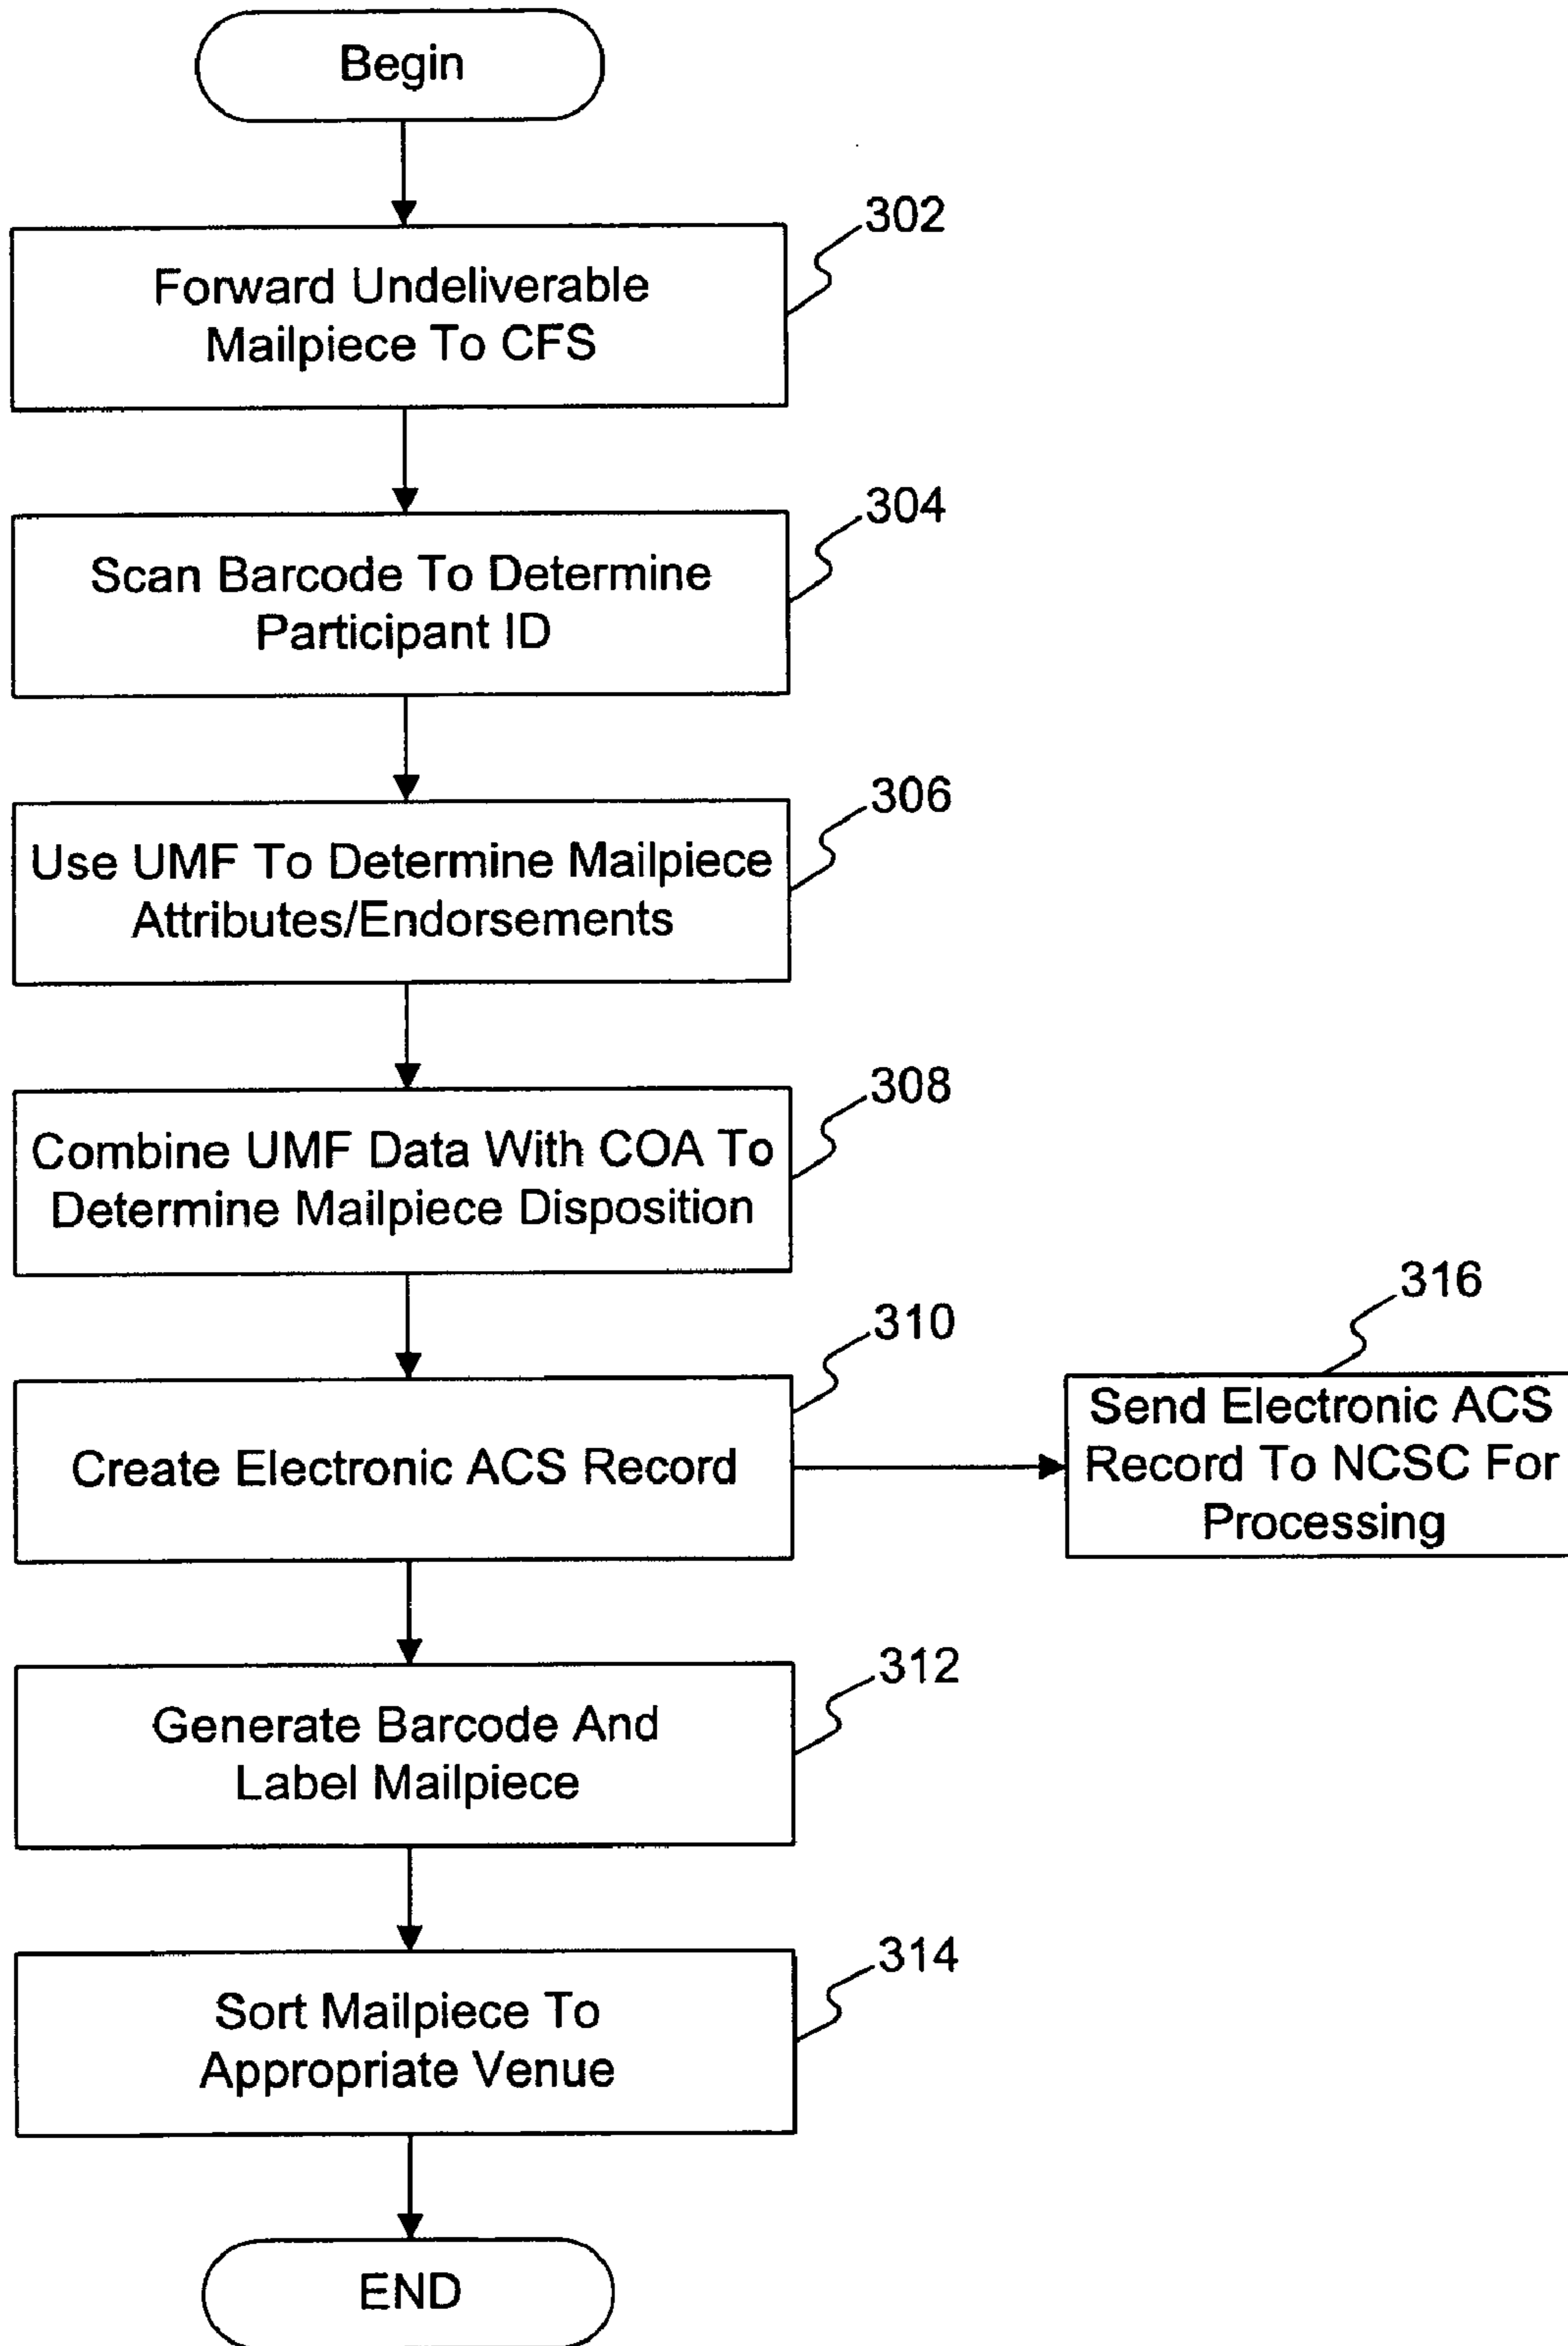 Begin
302
Forward Undeliverable
Mailpiece To CFS
304
Scan Barcode To Determine
Participant ID
306
Use UMF To Determine Mailpiece
Attributes/Endorsements
308
Combine UMF Data With COA To
Determine Mailpiece Disposition
310
Create Electronic ACS Record
316
Send Electronic ACS
Record To NCSC For
Processing
312
Generate Barcode And
Label Mailpiece
314
Sort Mailpiece To
Appropriate Venue
END